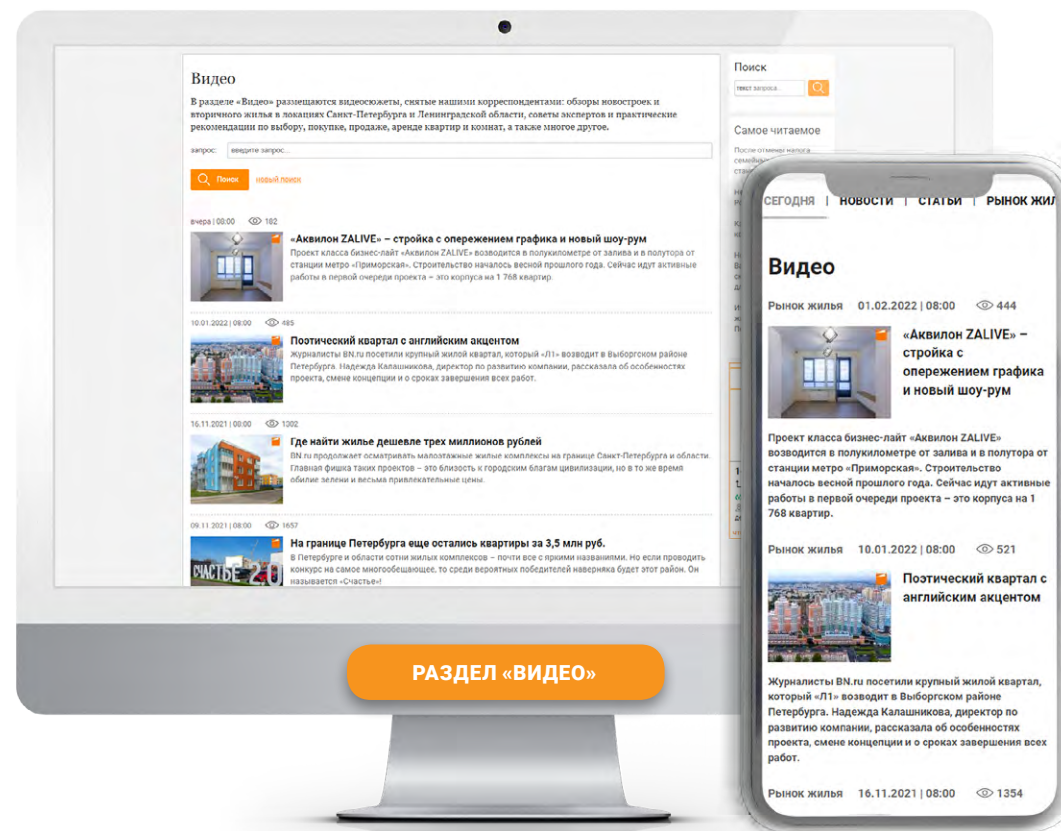 Видео
В разделе «Видео» размещаются видеосюжеты, снятые нашими корреспондентами: обзоры новостроек и
вторичного жилья в локациях Санкт-Петербурга и Ленинградской области, советы экспертов и практические
рекомендации по выбору, покупке, продаже, аренде квартир и комнат, а также многое другое.
запрос: введите запрос...
Поиск новый поиск
вчера | 08:00 182
«Аквилон ZALIVE» – стройка с опережением графика и новый шоу-рум
Проект класса бизнес-лайт «Аквилон ZALIVE» возводится в полукилометре от залива и в полутора от
станции метро «Приморская». Строительство началось весной прошлого года. Сейчас идут активные
работы в первой очереди проекта – это корпуса на 1 768 квартир.
10.01.2022 | 08:00 485
Поэтический квартал с английским акцентом
Журналисты BN.ru посетили крупный жилой квартал, который «Л1» возводит в Выборгском районе
Петербурга. Надежда Калашникова, директор по развитию компании, рассказала об особенностях
проекта, смене концепции и о сроках завершения всех работ.
16.11.2021 | 08:00 1302
Где найти жилье дешевле трех миллионов рублей
BN.ru продолжает осматривать малоэтажные жилые комплексы на границе Санкт-Петербурга и области.
Главная фишка таких проектов – это близость к городским благам цивилизации, но в то же время
обилие зелени и весьма привлекательные цены.
09.11.2021 | 08:00 1657
На границе Петербурга еще остались квартиры за 3,5 млн руб.
В Петербурге и области сотни жилых комплексов – почти все с яркими названиями. Но если проводить
конкурс на самое многообещающее, то среди вероятных победителей наверняка будет этот район. Он
называется «Счастье»!
СЧАСТЬЕ 2.0
Поиск
текст запроса...
Самое читаемое
После отмены налога
РАЗДЕЛ «ВИДЕО»
СЕГОДНЯ | НОВОСТИ | СТАТЬИ | РЫНОК ЖИЛ
Видео
Рынок жилья 01.02.2022 | 08:00 444
«Аквилон ZALIVE» –
стройка с
опережением графика
и новый шоу-рум
Проект класса бизнес-лайт «Аквилон ZALIVE»
возводится в полукилометре от залива и в полутора от
станции метро «Приморская». Строительство
началось весной прошлого года. Сейчас идут активные
работы в первой очереди проекта – это корпуса на 1
768 квартир.
Рынок жилья 10.01.2022 | 08:00 521
Поэтический квартал с
английским акцентом
Журналисты BN.ru посетили крупный жилой квартал,
который «Л1» возводит в Выборгском районе
Петербурга. Надежда Калашникова, директор по
развитию компании, рассказала об особенностях
проекта, смене концепции и о сроках завершения всех
работ.
Рынок жилья 16.11.2021 | 08:00 1354